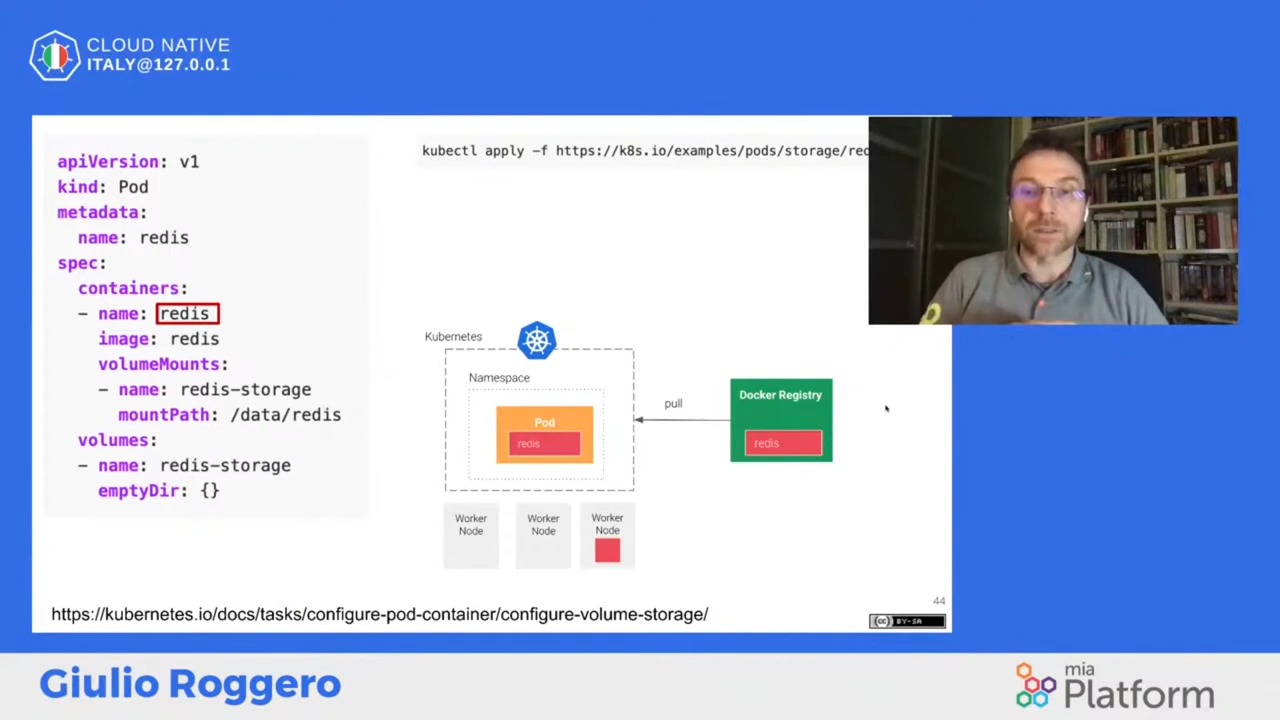 CLOUD NATIVE
ITALY@127.0.0.1
apiVersion: v1
kind: Pod
metadata:
name: redis
spec:
containers:
- name: redis
image: redis
volumeMounts:
- name: redis-storage
mountPath: /data/redis
volumes:
- name: redis-storage
emptyDir: {}
kubectl apply -f https://k8s.io/examples/pods/storage/red
Kubernetes
Namespace
Pod
redis
pull
Docker Registry
redis
Worker
Node
Worker
Node
Worker
Node
https://kubernetes.io/docs/tasks/configure-pod-container/configure-volume-storage/
44
cc BY-SA
Giulio Roggero
mia
Platform